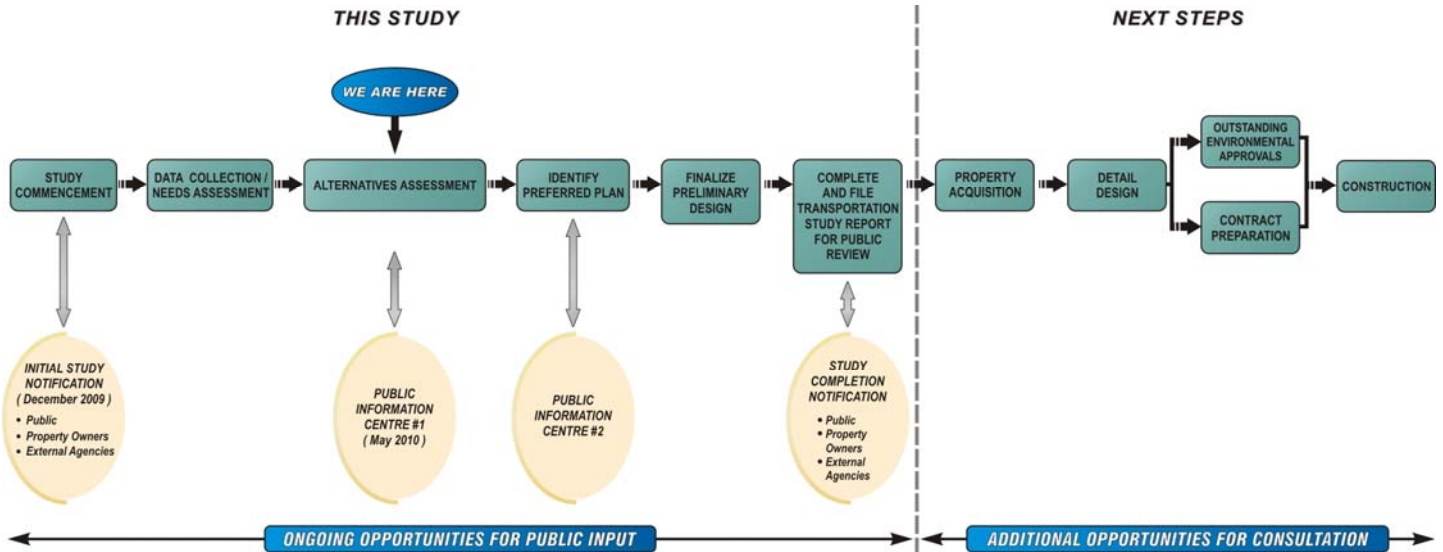 THIS STUDY
NEXT STEPS
WE ARE HERE
STUDY
COMMENCEMENT
DATA COLLECTION /
NEEDS ASSESSMENT
ALTERNATIVES ASSESSMENT
IDENTIFY
PREFERRED PLAN
FINALIZE
PRELIMINARY
DESIGN
COMPLETE
AND FILE
TRANSPORTATION
STUDY REPORT
FOR PUBLIC
REVIEW
PROPERTY
ACQUISITION
DETAIL
DESIGN
OUTSTANDING
ENVIRONMENTAL
APPROVALS
CONTRACT
PREPARATION
CONSTRUCTION
INITIAL STUDY
NOTIFICATION
( December 2009 )
• Public
• Property Owners
• External Agencies
PUBLIC
INFORMATION
CENTRE #1
( May 2010 )
PUBLIC
INFORMATION
CENTRE #2
STUDY
COMPLETION
NOTIFICATION
• Public
• Property
Owners
• External
Agencies
ONGOING OPPORTUNITIES FOR PUBLIC INPUT
ADDITIONAL OPPORTUNITIES FOR CONSULTATION